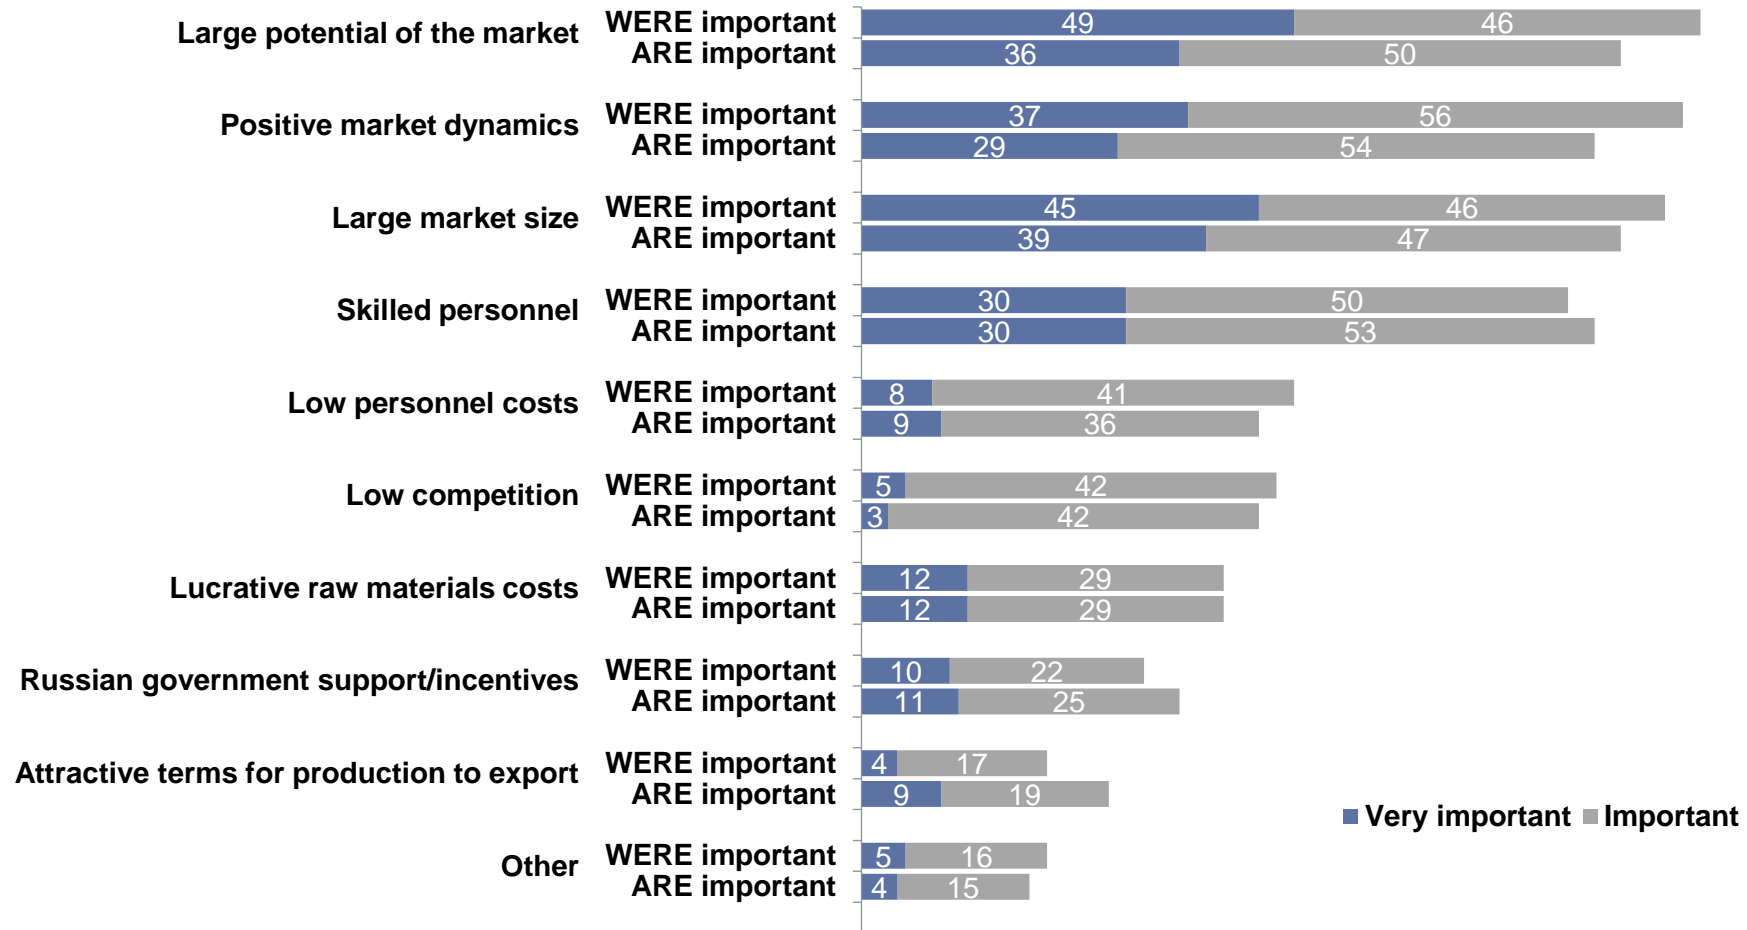 Large potential of the market
WERE important 49 46
ARE important 36 50
Positive market dynamics
WERE important 37 56
ARE important 29 54
Large market size
WERE important 45 46
ARE important 39 47
Skilled personnel
WERE important 30 50
ARE important 30 53
Low personnel costs
WERE important 8 41
ARE important 9 36
Low competition
WERE important 5 42
ARE important 3 42
Lucrative raw materials costs
WERE important 12 29
ARE important 12 29
Russian government support/incentives
WERE important 10 22
ARE important 11 25
Attractive terms for production to export
WERE important 4 17
ARE important 9 19
Very important Important
Other
WERE important 5 16
ARE important 4 15